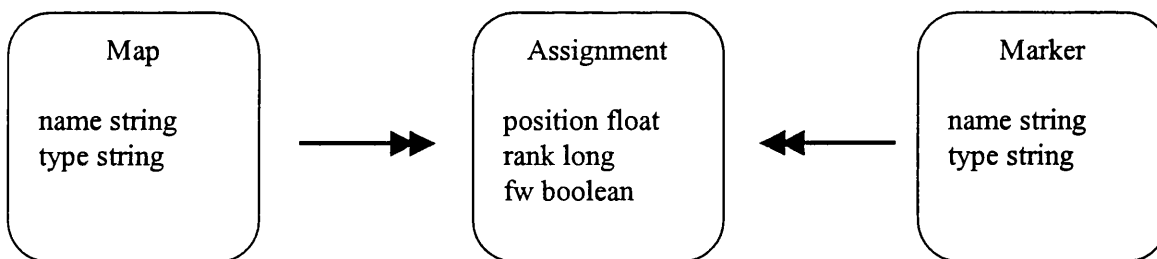 Map
name string
type string
Assignment
position float
rank long
fw boolean
Marker
name string
type string